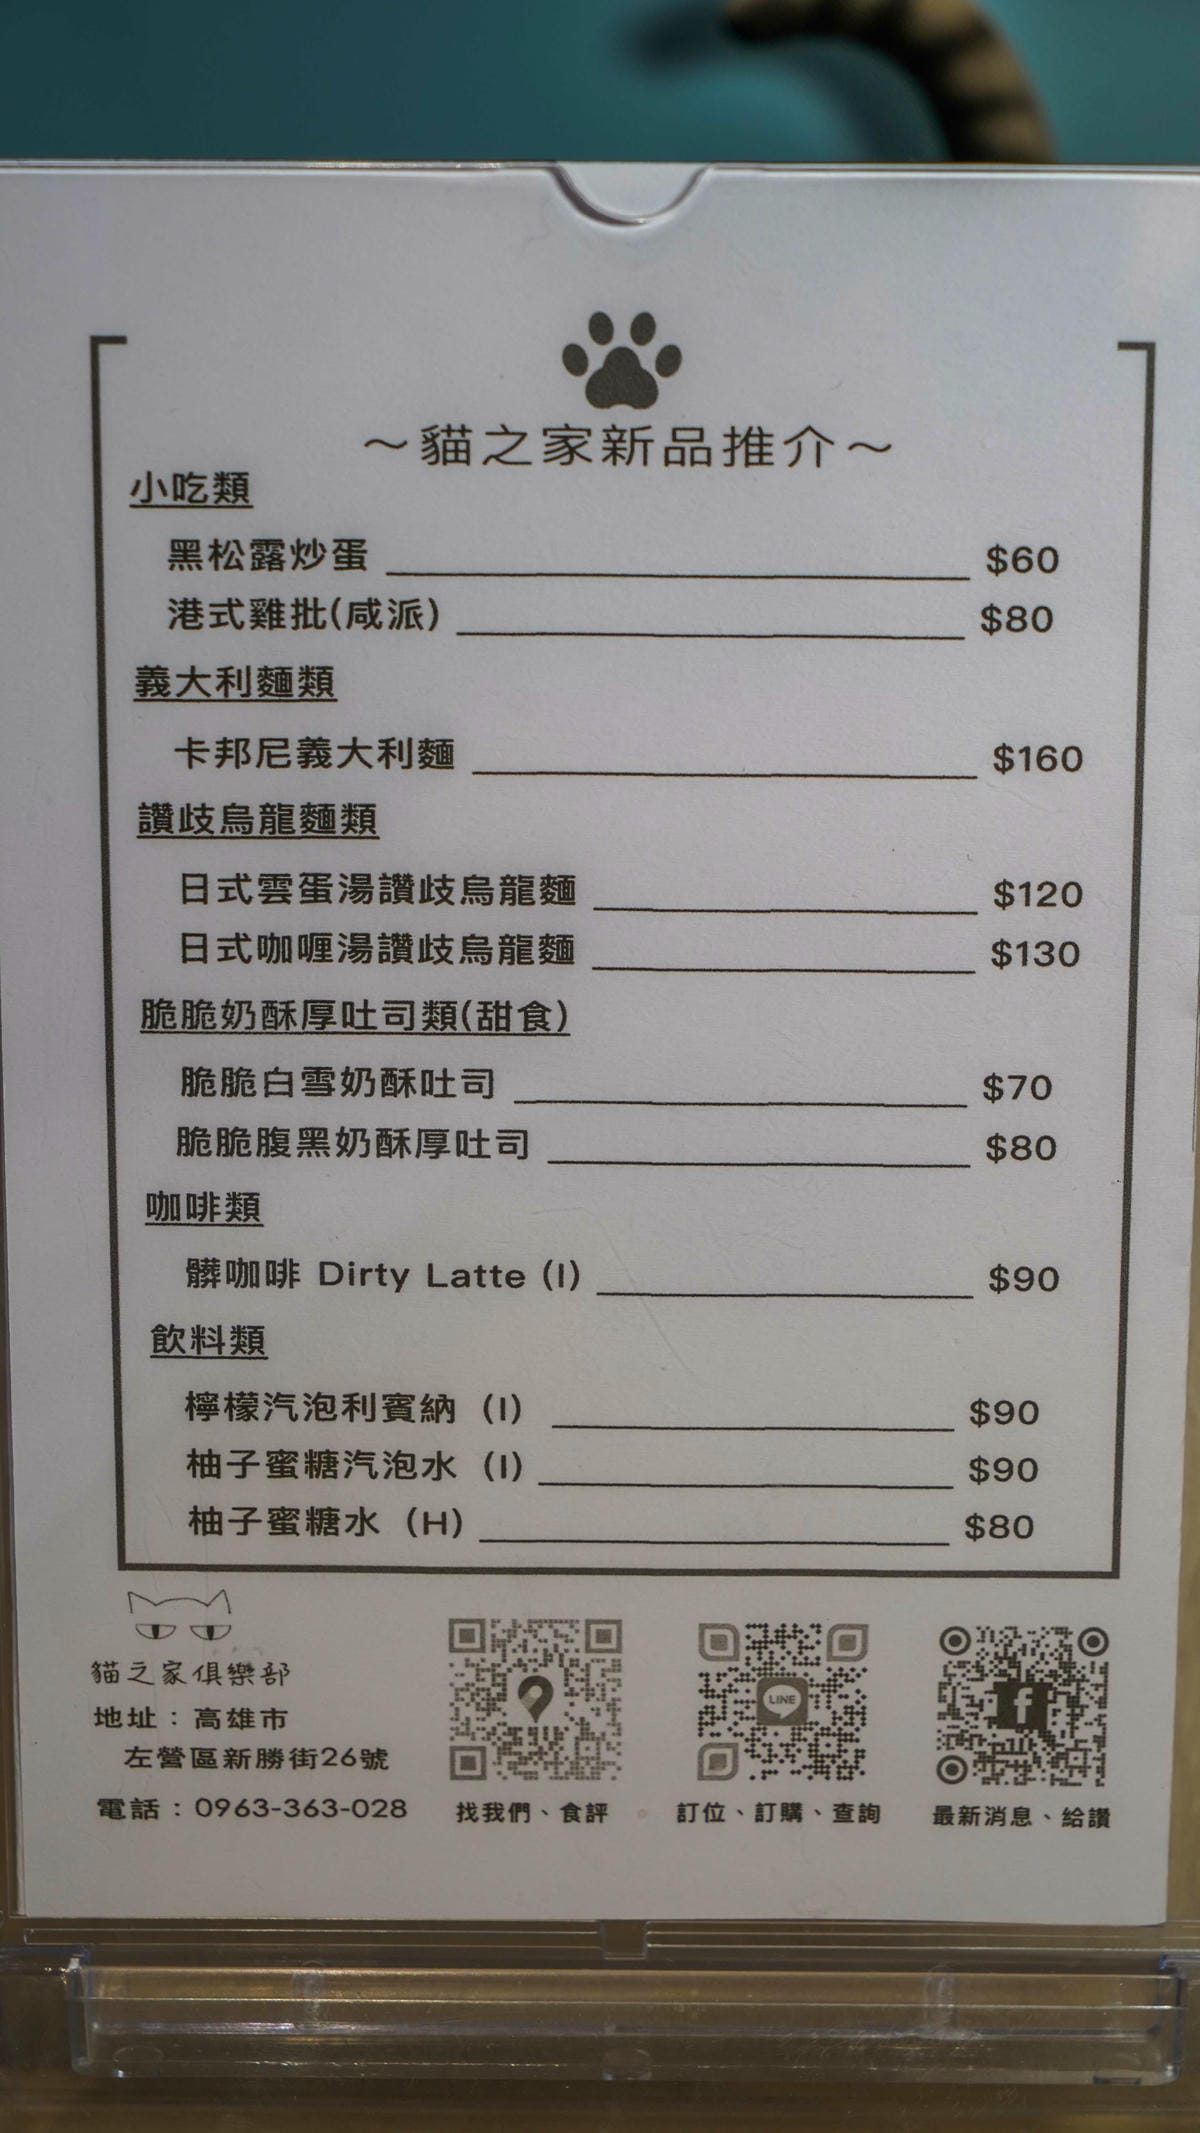 ～貓之家新品推介～
小吃類
黑松露炒蛋 $60
港式雞批(咸派) $80
義大利麵類
卡邦尼義大利麵 $160
讚歧烏龍麵類
日式雲蛋湯讚歧烏龍麵 $120
日式咖喱湯讚歧烏龍麵 $130
脆脆奶酥厚吐司類(甜食)
脆脆白雪奶酥吐司 $70
脆脆腹黑奶酥厚吐司 $80
咖啡類
髒咖啡 Dirty Latte (I) $90
飲料類
檸檬汽泡利賓納 (I) $90
柚子蜜糖汽泡水 (I) $90
柚子蜜糖水 (H) $80
貓之家俱樂部
地址：高雄市
左營區新勝街26號
電話：0963-363-028
找我們、食評
LINE
訂位、訂購、查詢
f
最新消息、給讚